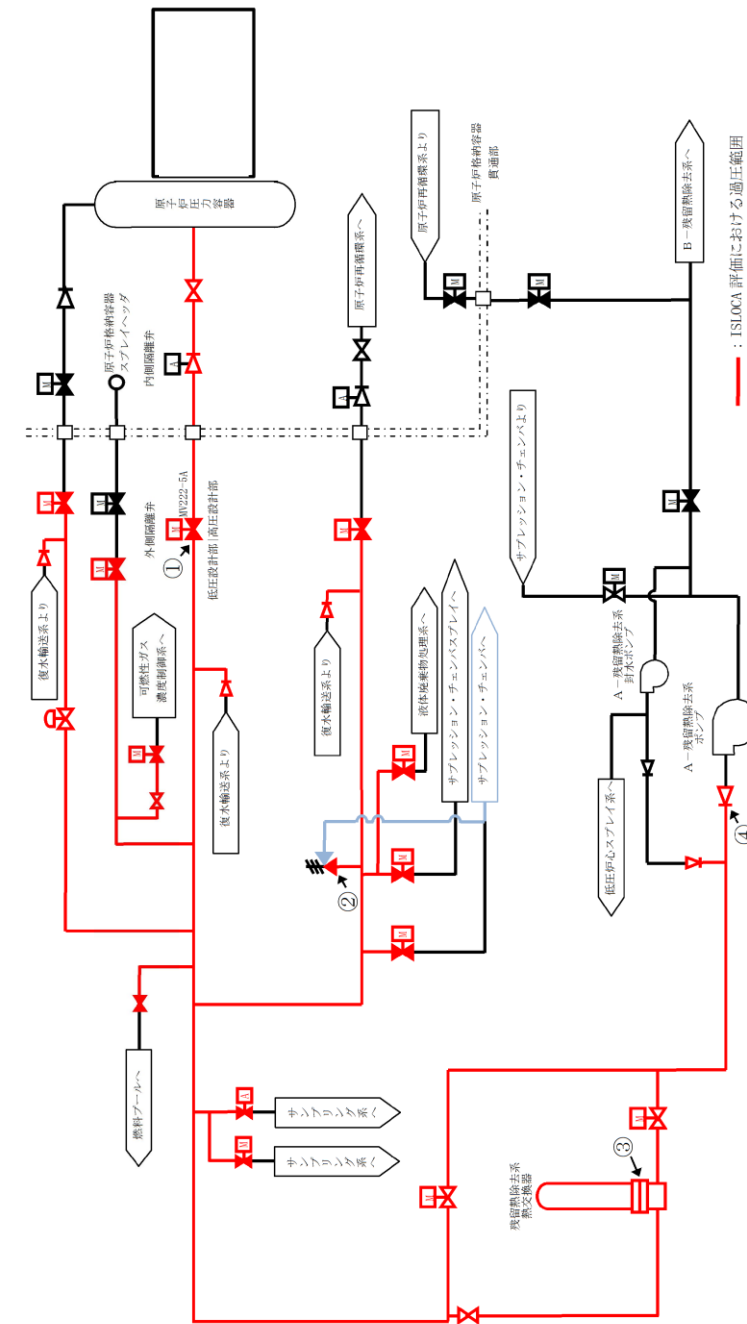 原子炉圧力容器
原子炉格納容器
スプレイヘッダ
内側隔離弁
外側隔離弁
MV222-5A
低圧設計部|高圧設計部
①
M
M
M
M
M
A
復水輸送系より
可燃性ガス
濃度制御系へ
M
復水輸送系より
燃料プールへ
サンプリング系へ
サンプリング系へ
A
M
原子炉再循環系へ
A
M
復水輸送系より
②
液体廃棄物処理系へ
サプレッション・チェンバスプレイへ
サプレッション・チェンバへ
M
M
M
原子炉再循環系より
原子炉格納容器
貫通部
M
M
B-残留熱除去系へ
サプレッション・チェンバより
M
M
A-残留熱除去系
封水ポンプ
A-残留熱除去系
ポンプ
低圧炉心スプレイ系へ
④
M
M
③
残留熱除去系
熱交換器
: ISLOCA 評価における過圧範囲